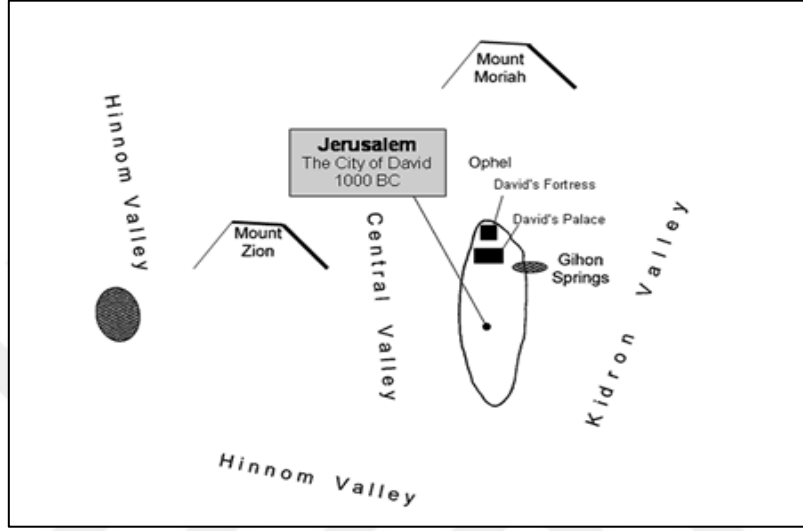 Mount
Moriah
Hinnom Valley
Jerusalem
The City of David
1000 BC
Ophel
David's Fortress
David's Palace
Mount
Zion
Central Valley
Gihon
Springs
Kidron Valley
Hinnom Valley